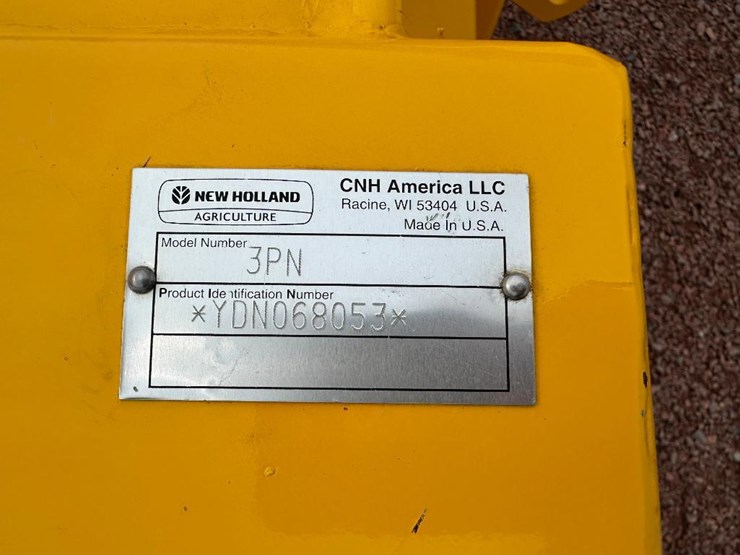 NEW HOLLAND
AGRICULTURE
CNH America LLC
Racine, WI 53404 U.S.A.
Made In U.S.A.
Model Number
3PN
Product Identification Number
*YDN068053*